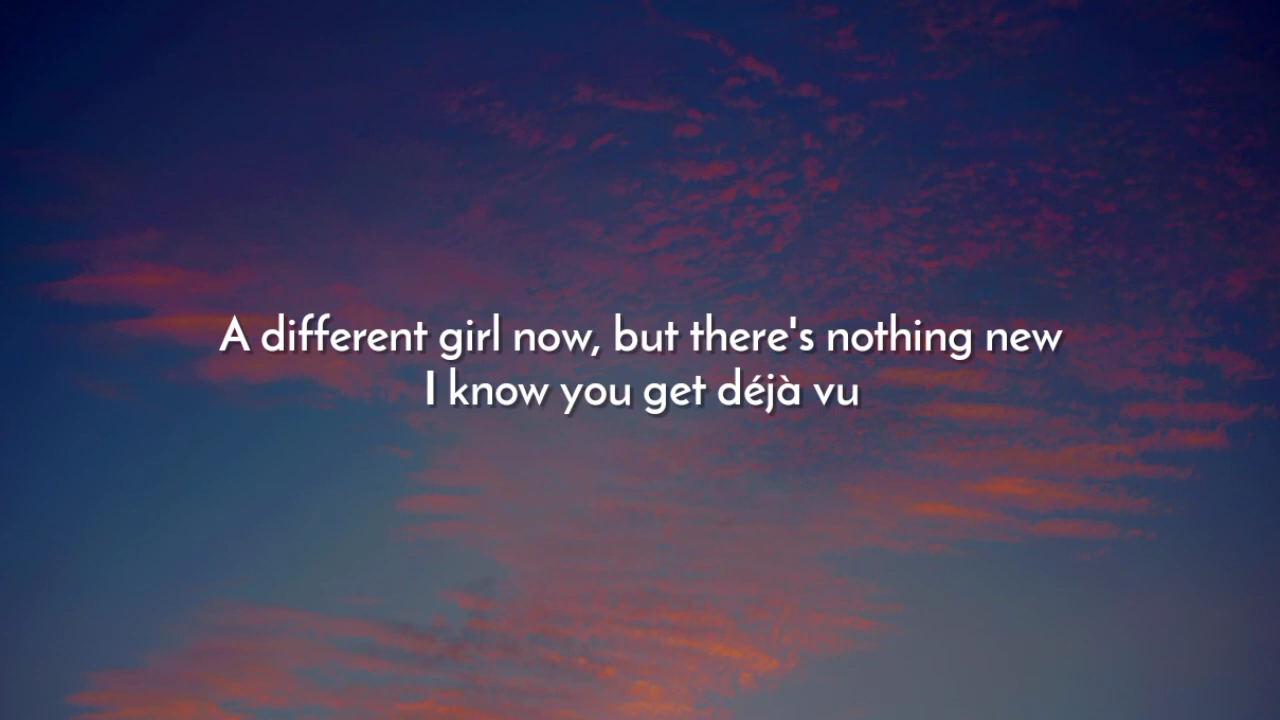 A different girl now, but there's nothing new
I know you get déjà vu